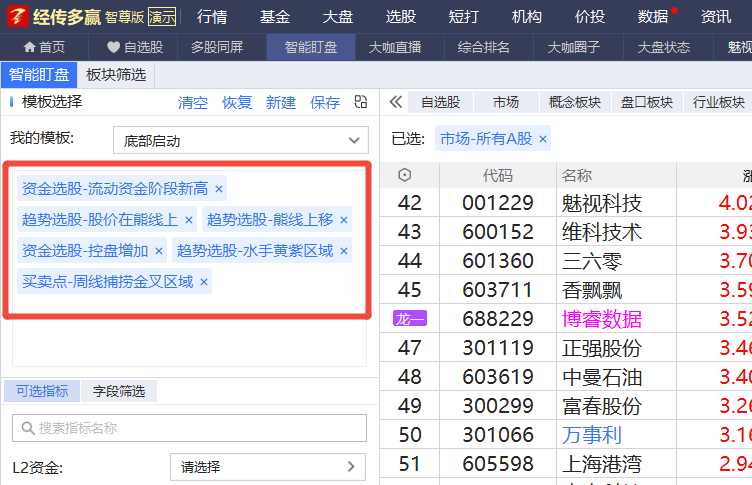 经传多赢 智尊版 演示 行情 基金 大盘 选股 短打 机构 价投 数据 资讯
首页 自选股 多股同屏 智能盯盘 大咖直播 综合排名 大咖圈子 大盘状态 魅视
智能盯盘 板块筛选
模板选择 清空 恢复 新建 保存
自选股 市场 概念板块 盘口板块 行业板块
我的模板: 底部启动
已选: 市场-所有A股 ×
资金选股-流动资金阶段新高 ×
趋势选股-股价在熊线上 × 趋势选股-熊线上移 ×
资金选股-控盘增加 × 趋势选股-水手黄紫区域 ×
买卖点-周线捕捞金叉区域 ×
可选指标 字段筛选
搜索指标名称
L2资金: 请选择
代码 名称
42 001229 魅视科技 4.02
43 600152 维科技术 3.93
44 601360 三六零 3.70
45 603711 香飘飘 3.59
龙一 688229 博睿数据 3.52
47 301119 正强股份 3.46
48 603619 中曼石油 3.40
49 300299 富春股份 3.26
50 301066 万事利 3.16
51 605598 上海港湾 2.94